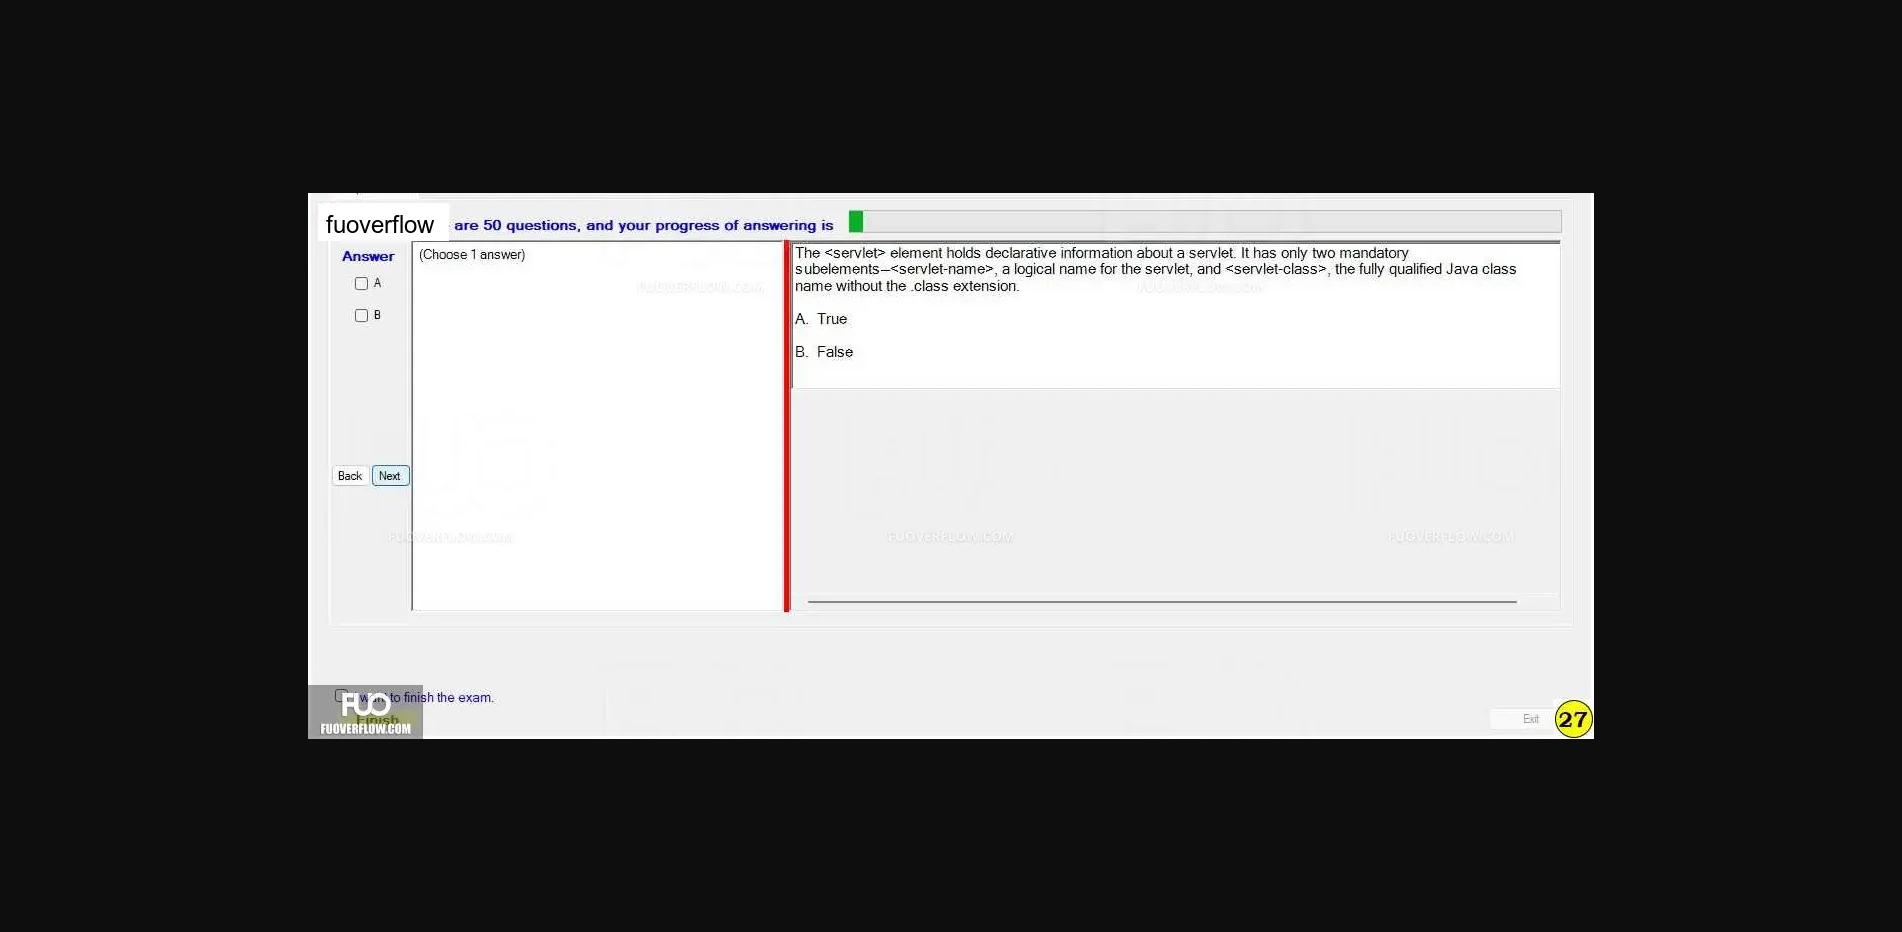 fuoverflow are 50 questions, and your progress of answering is
Answer
A
B
Back Next
(Choose 1 answer)
The <servlet> element holds declarative information about a servlet. It has only two mandatory
subelements–<servlet-name>, a logical name for the servlet, and <servlet-class>, the fully qualified Java class
name without the .class extension.
A. True
B. False
FUOVERFLOW.COM FUOVERFLOW.COM
FUOVERFLOW.COM FUOVERFLOW.COM FUOVERFLOW.COM
want to finish the exam.
Finish
FUO
FUOVERFLOW.COM
Exit
27